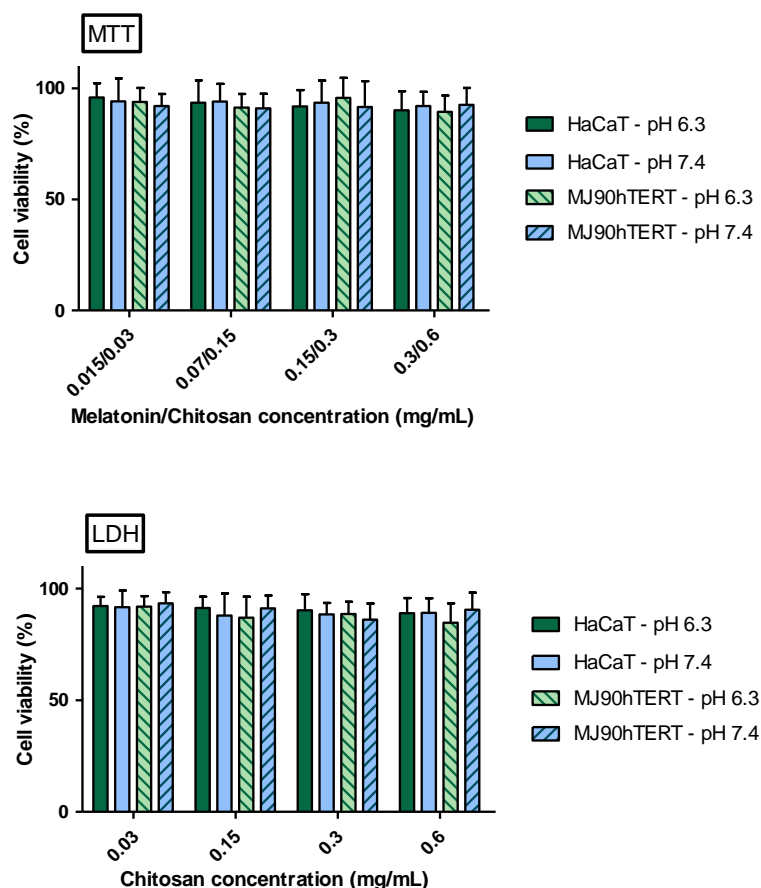 MTT
Cell viability (%)
100
50
0
0.015/0.03
0.07/0.15
0.15/0.3
0.3/0.6
Melatonin/Chitosan concentration (mg/mL)
HaCaT - pH 6.3
HaCaT - pH 7.4
MJ90hTERT - pH 6.3
MJ90hTERT - pH 7.4
LDH
Cell viability (%)
100
50
0
0.03
0.15
0.3
0.6
Chitosan concentration (mg/mL)
HaCaT - pH 6.3
HaCaT - pH 7.4
MJ90hTERT - pH 6.3
MJ90hTERT - pH 7.4